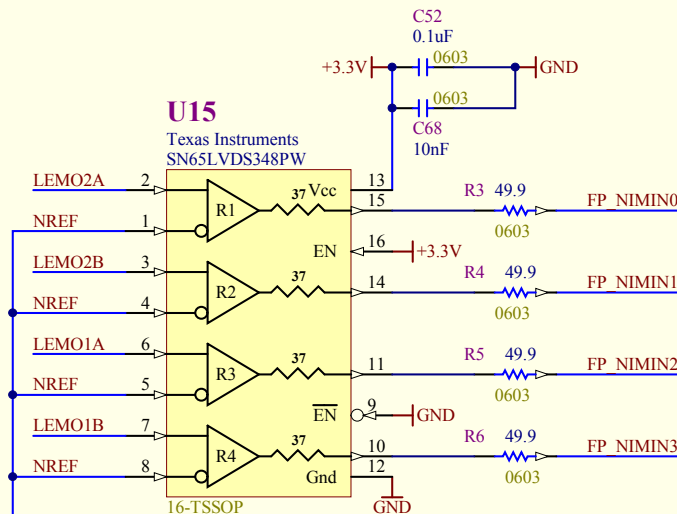 C52
0.1uF
0603
+3.3V
GND
0603
C68
10nF
U15
Texas Instruments
SN65LVDS348PW
LEMO2A 2 37 Vcc 13 R3 49.9 FP_NIMIN0
R1 15
NREF 1 0603
EN 16 +3.3V
LEMO2B 3 37 14 R4 49.9 FP_NIMIN1
R2
NREF 4 0603
LEMO1A 6 37 11 R5 49.9 FP_NIMIN2
R3
NREF 5 EN 9 GND 0603
LEMO1B 7 37 10 R6 49.9 FP_NIMIN3
R4
NREF 8 Gnd 12 0603
GND
16-TSSOP